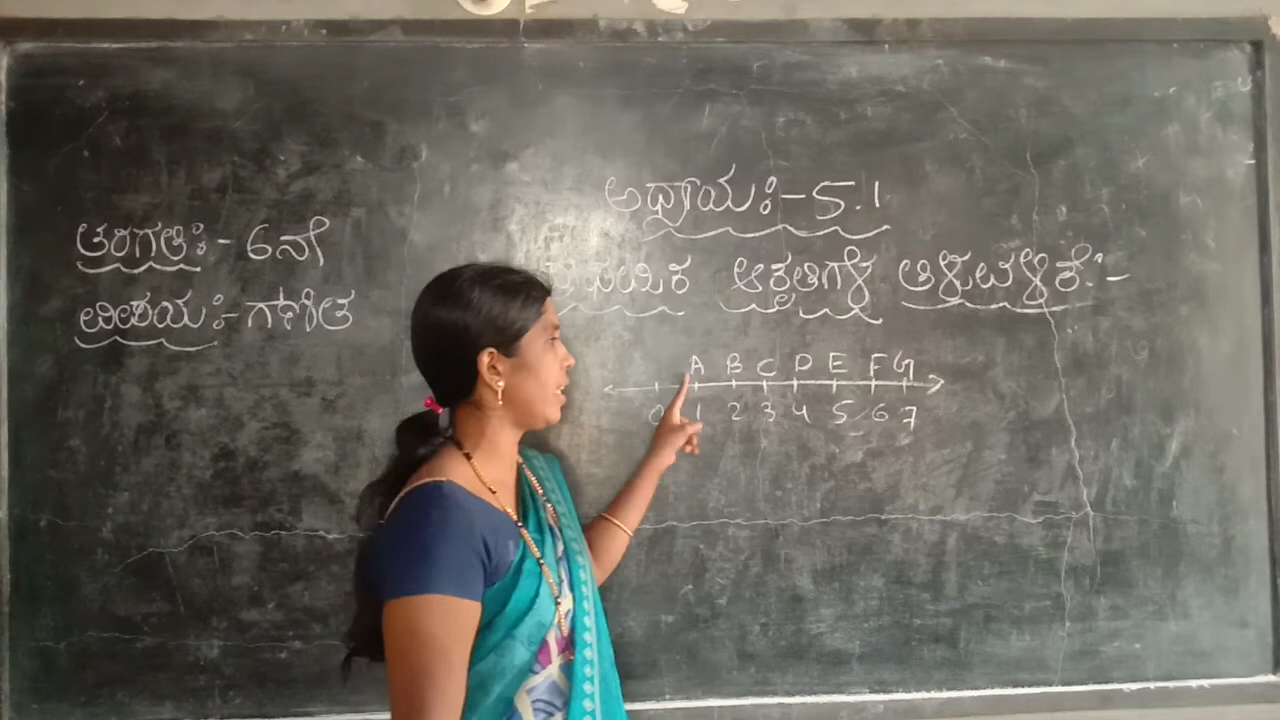 ತರಗತಿ:- 6ನೇ
ವಿಷಯ:- ಗಣಿತ
ಅಧ್ಯಾಯ:- 5.1
ಆಕೃತಿಗಳ ತಿಳುವಳಿಕೆ:-
A B C D E F G
0 1 2 3 4 5 6 7